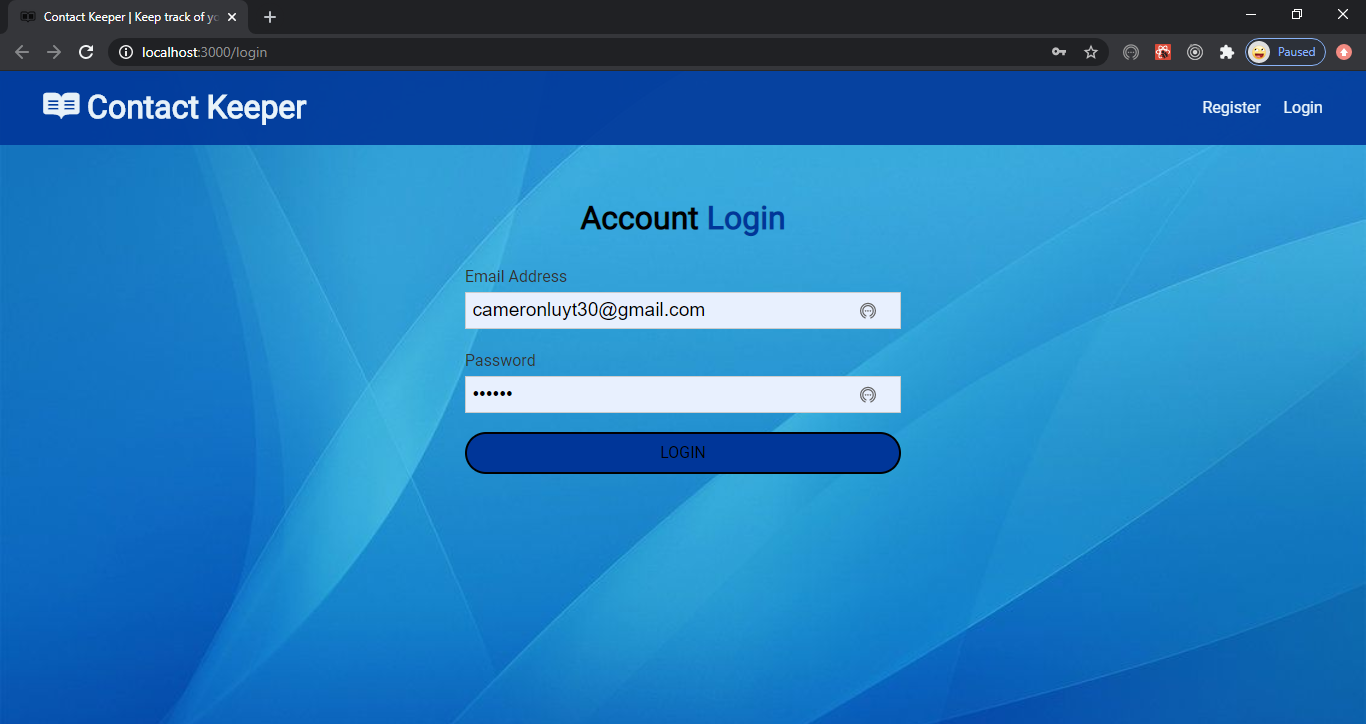 Contact Keeper | Keep track of yo
localhost:3000/login
Paused
Contact Keeper
Register
Login
Account Login
Email Address
cameronluyt30@gmail.com
Password
••••••
LOGIN